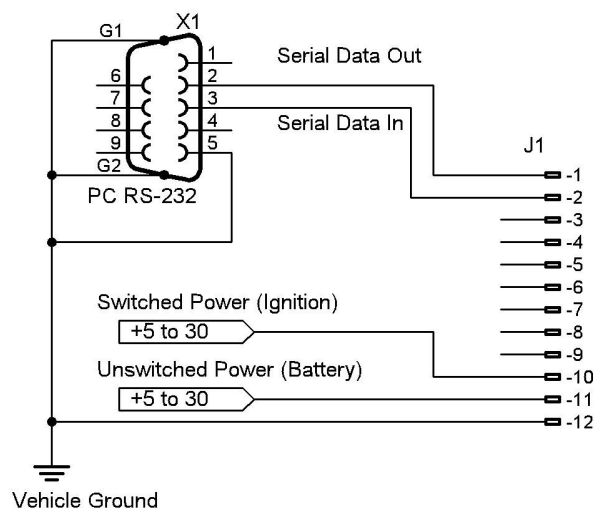 G1 X1
1 Serial Data Out
6 2
7 3
8 4 Serial Data In
9 5
G2
PC RS-232
J1
-1
-2
-3
-4
-5
-6
-7
-8
-9
-10
-11
-12
Switched Power (Ignition)
+5 to 30
Unswitched Power (Battery)
+5 to 30
Vehicle Ground